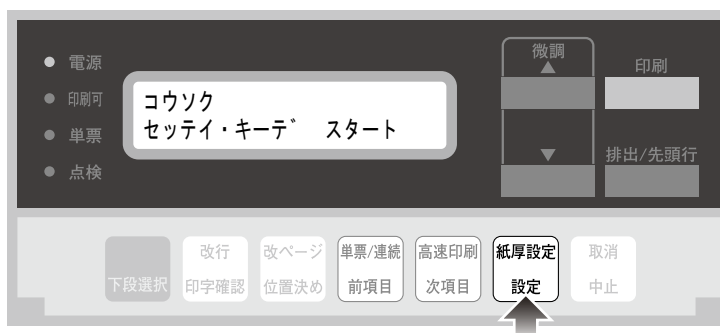 微調
電源
印刷
印刷可
コウソク
セッテイ・キーデ゛ スタート
単票
排出/先頭行
点検
改行
改ページ
単票/連続
高速印刷
紙厚設定
取消
下段選択
印字確認
位置決め
前項目
次項目
設定
中止